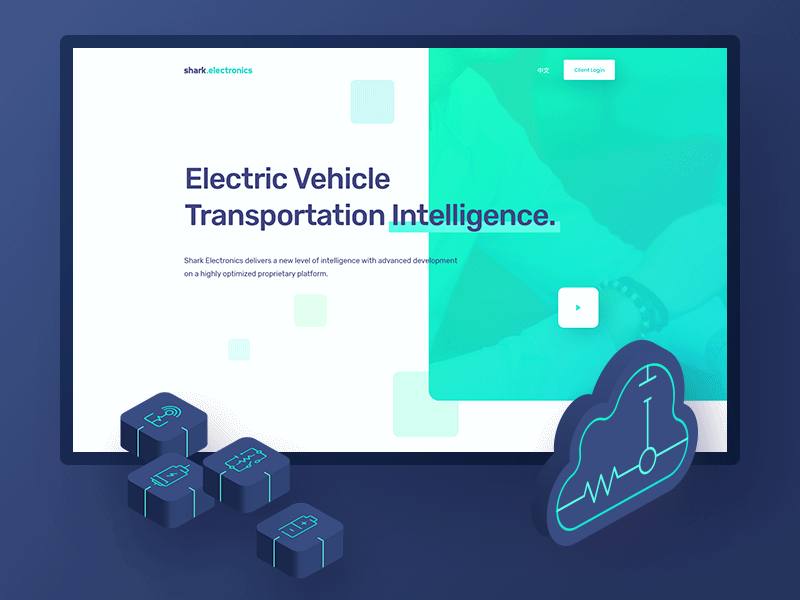 shark.electronics
中文
Client Login
Electric Vehicle
Transportation Intelligence.
Shark Electronics delivers a new level of intelligence with advanced development
on a highly optimized proprietary platform.